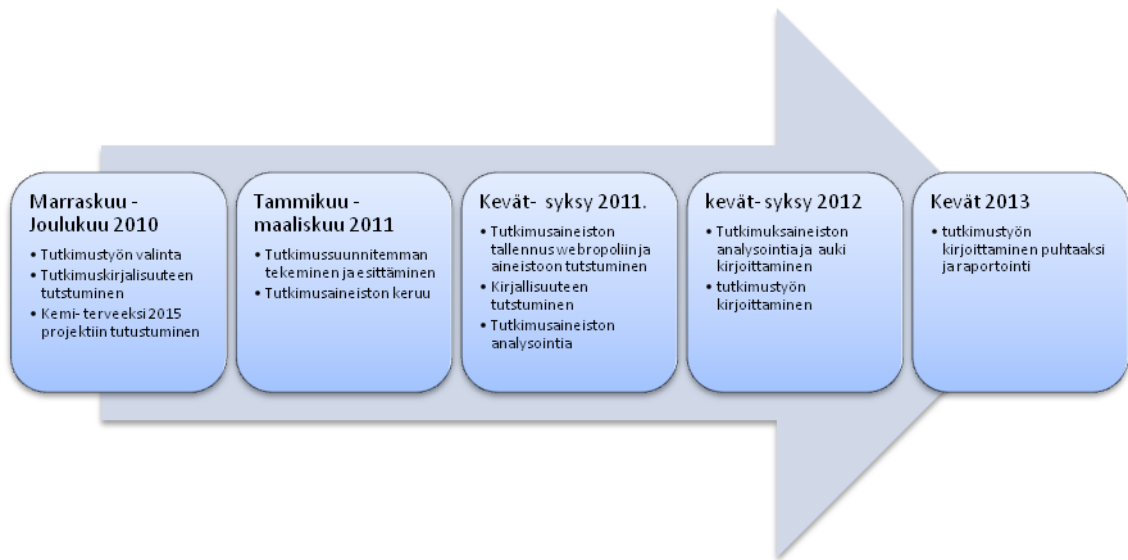 Marraskuu -
Joulukuu 2010
• Tutkimustyön valinta
• Tutkimuskirjalisuuteen
tutstuminen
• Kemi- terveeksi 2015
projektiin tutustuminen
Tammikuu -
maaliskuu 2011
• Tutkimussuunnitemman
tekeminen ja esittäminen
• Tutkimusaineiston keruu
Kevät- syksy 2011.
• Tutkimusaineiston
tallennus webropoliin ja
aineistoon tutstuminen
• Kirjallisuuteen
tutstuminen
• Tutkimusaineiston
analysointia
kevät- syksy 2012
• Tutkimuksaineiston
analysointia ja auki
kirjoittaminen
• tutkimustyön
kirjoittaminen
Kevät 2013
• tutkimustyön
kirjoittaminen puhtaaksi
ja raportointi